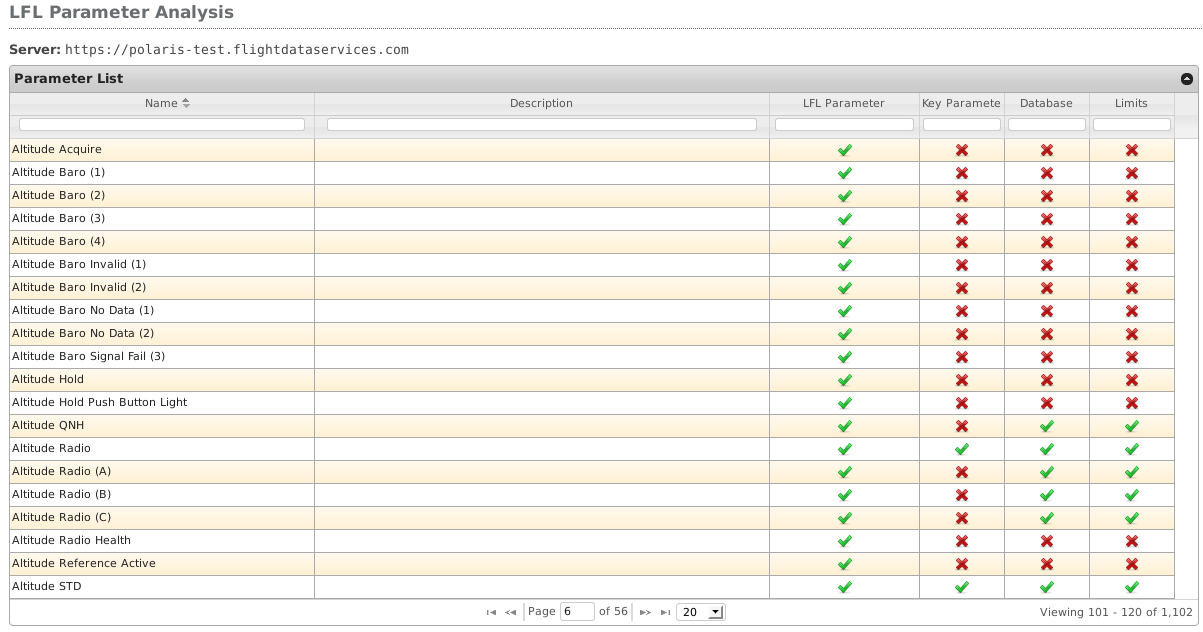 LFL Parameter Analysis
Server: https://polaris-test.flightdataservices.com
Parameter List
Name Description LFL Parameter Key Paramete Database Limits
Altitude Acquire
Altitude Baro (1)
Altitude Baro (2)
Altitude Baro (3)
Altitude Baro (4)
Altitude Baro Invalid (1)
Altitude Baro Invalid (2)
Altitude Baro No Data (1)
Altitude Baro No Data (2)
Altitude Baro Signal Fail (3)
Altitude Hold
Altitude Hold Push Button Light
Altitude QNH
Altitude Radio
Altitude Radio (A)
Altitude Radio (B)
Altitude Radio (C)
Altitude Radio Health
Altitude Reference Active
Altitude STD
Page 6 of 56 20 Viewing 101 - 120 of 1,102